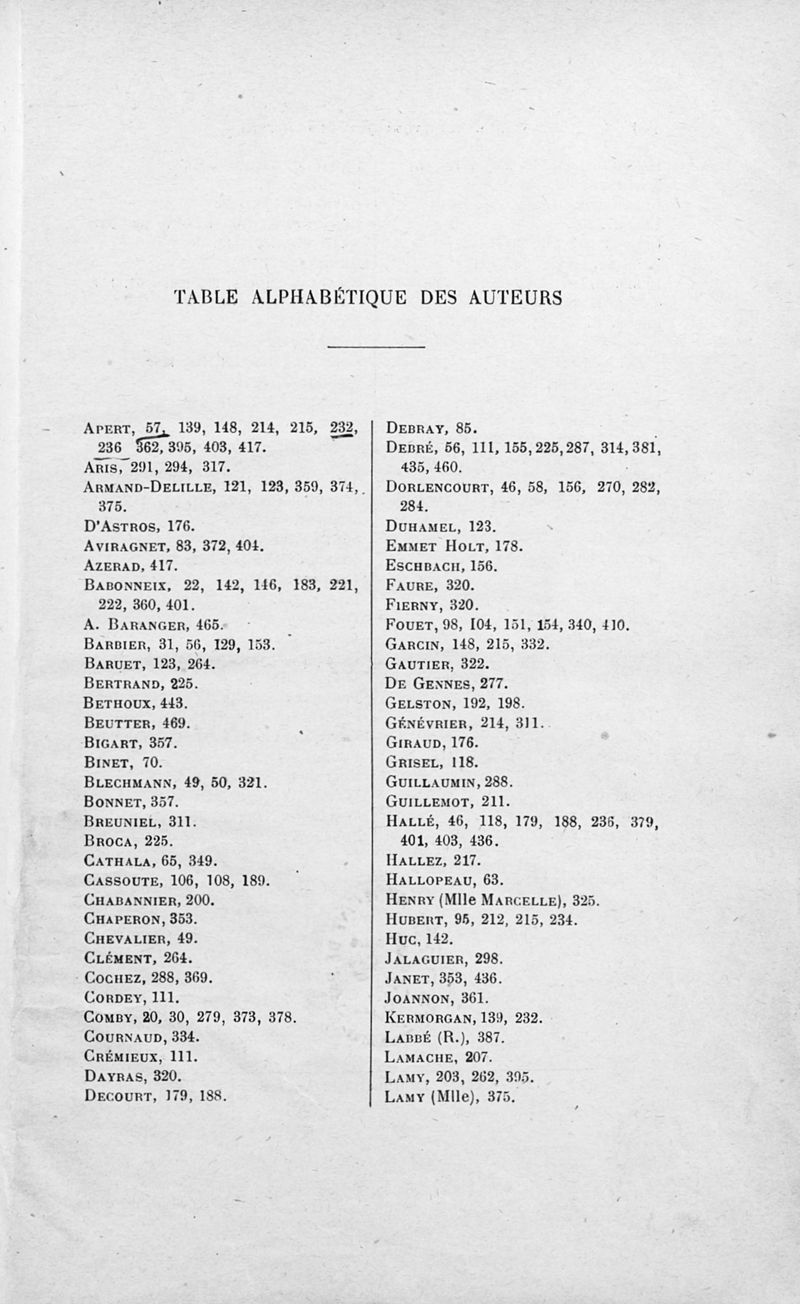 TABLE ALPHABÉTIQUE DES AUTEURS
APERT, 57, 139, 148, 214, 215, 232,
236 362, 395, 403, 417.
ARIS, 291, 294, 317.
ARMAND-DELILLE, 121, 123, 359, 374,
375.
D'ASTROS, 176.
AVIRAGNET, 83, 372, 404.
AZERAD, 417.
BABONNEIX, 22, 142, 146, 183, 221,
222, 360, 401.
A. BARANGER, 465.
BARBIER, 31, 56, 129, 153.
BARUET, 123, 264.
BERTRAND, 225.
BETHOUX, 443.
BEUTTER, 469.
BIGART, 357.
BINET, 70.
BLECHMANN, 49, 50, 321.
BONNET, 357.
BREUNIEL, 311.
BROCA, 225.
CATHALA, 65, 349.
CASSOUTE, 106, 108, 189.
CHABANNIER, 200.
CHAPERON, 353.
CHEVALIER, 49.
CLÉMENT, 264.
COCHEZ, 288, 369.
CORDEY, 111.
COMBY, 20, 30, 279, 373, 378.
COURNAUD, 334.
CRÉMIEUX, 111.
DAYRAS, 320.
DECOURT, 179, 188.
DEBRAY, 85.
DEBRÉ, 56, 111, 155, 225, 287, 314, 381,
435, 460.
DORLENCOURT, 46, 58, 156, 270, 282,
284.
DUHAMEL, 123.
EMMET HOLT, 178.
ESCHBACH, 156.
FAURE, 320.
FIERNY, 320.
FOUET, 98, 104, 151, 154, 340, 410.
GARCIN, 148, 215, 332.
GAUTIER, 322.
DE GENNES, 277.
GELSTON, 192, 198.
GÉNÉVRIER, 214, 311.
GIRAUD, 176.
GRISEL, 118.
GUILLAUMIN, 288.
GUILLEMOT, 211.
HALLÉ, 46, 118, 179, 188, 236, 379,
401, 403, 436.
HALLEZ, 217.
HALLOPEAU, 63.
HENRY (Mlle MARCELLE), 325.
HUBERT, 95, 212, 215, 234.
HUC, 142.
JALAGUIER, 298.
JANET, 353, 436.
JOANNON, 361.
KERMORGAN, 139, 232.
LABBÉ (R.), 387.
LAMACHE, 207.
LAMY, 203, 262, 395.
LAMY (Mlle), 375.